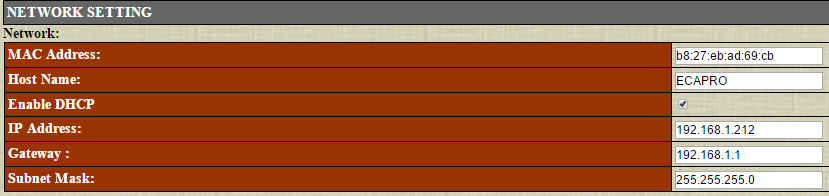 NETWORK SETTING
Network:
MAC Address: b8:27:eb:ad:69:cb
Host Name: ECAPRO
Enable DHCP
IP Address: 192.168.1.212
Gateway : 192.168.1.1
Subnet Mask: 255.255.255.0